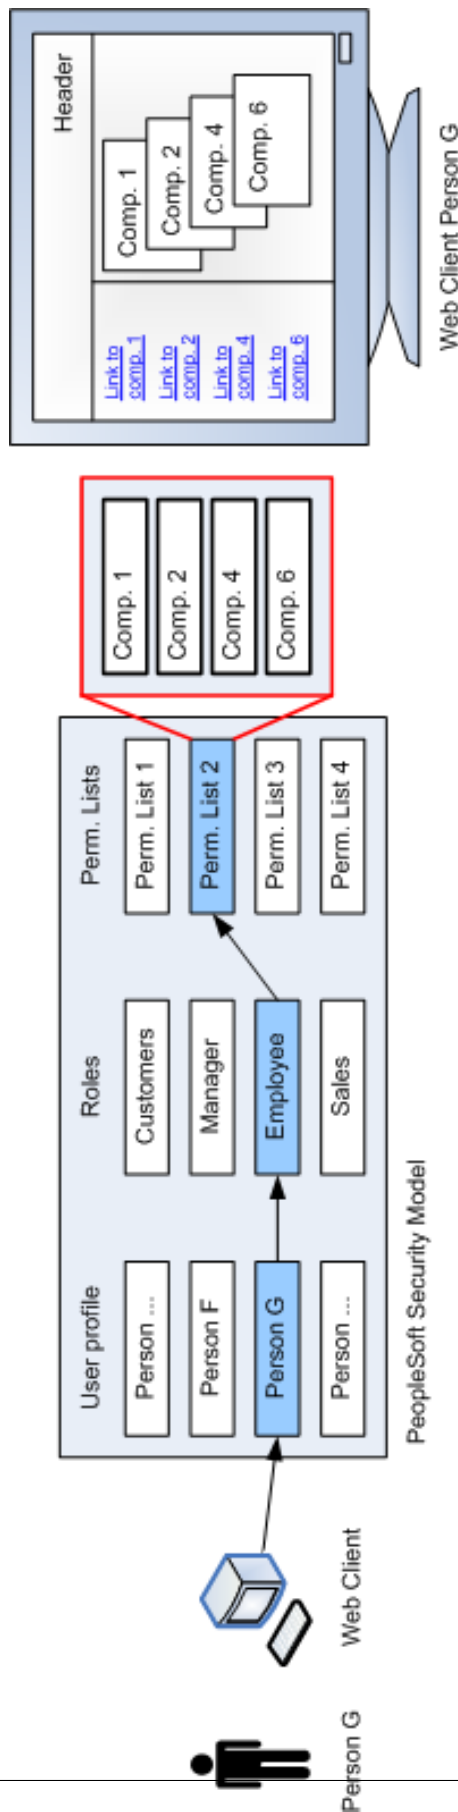 Person G
Web Client
PeopleSoft Security Model
User profile
Person ...
Person F
Person G
Person ...
Roles
Customers
Manager
Employee
Sales
Perm. Lists
Perm. List 1
Perm. List 2
Perm. List 3
Perm. List 4
Comp. 1
Comp. 2
Comp. 4
Comp. 6
Header
Link to
comp. 1
Link to
comp. 2
Link to
comp. 4
Link to
comp. 6
Comp. 1
Comp. 2
Comp. 4
Comp. 6
Web Client Person G